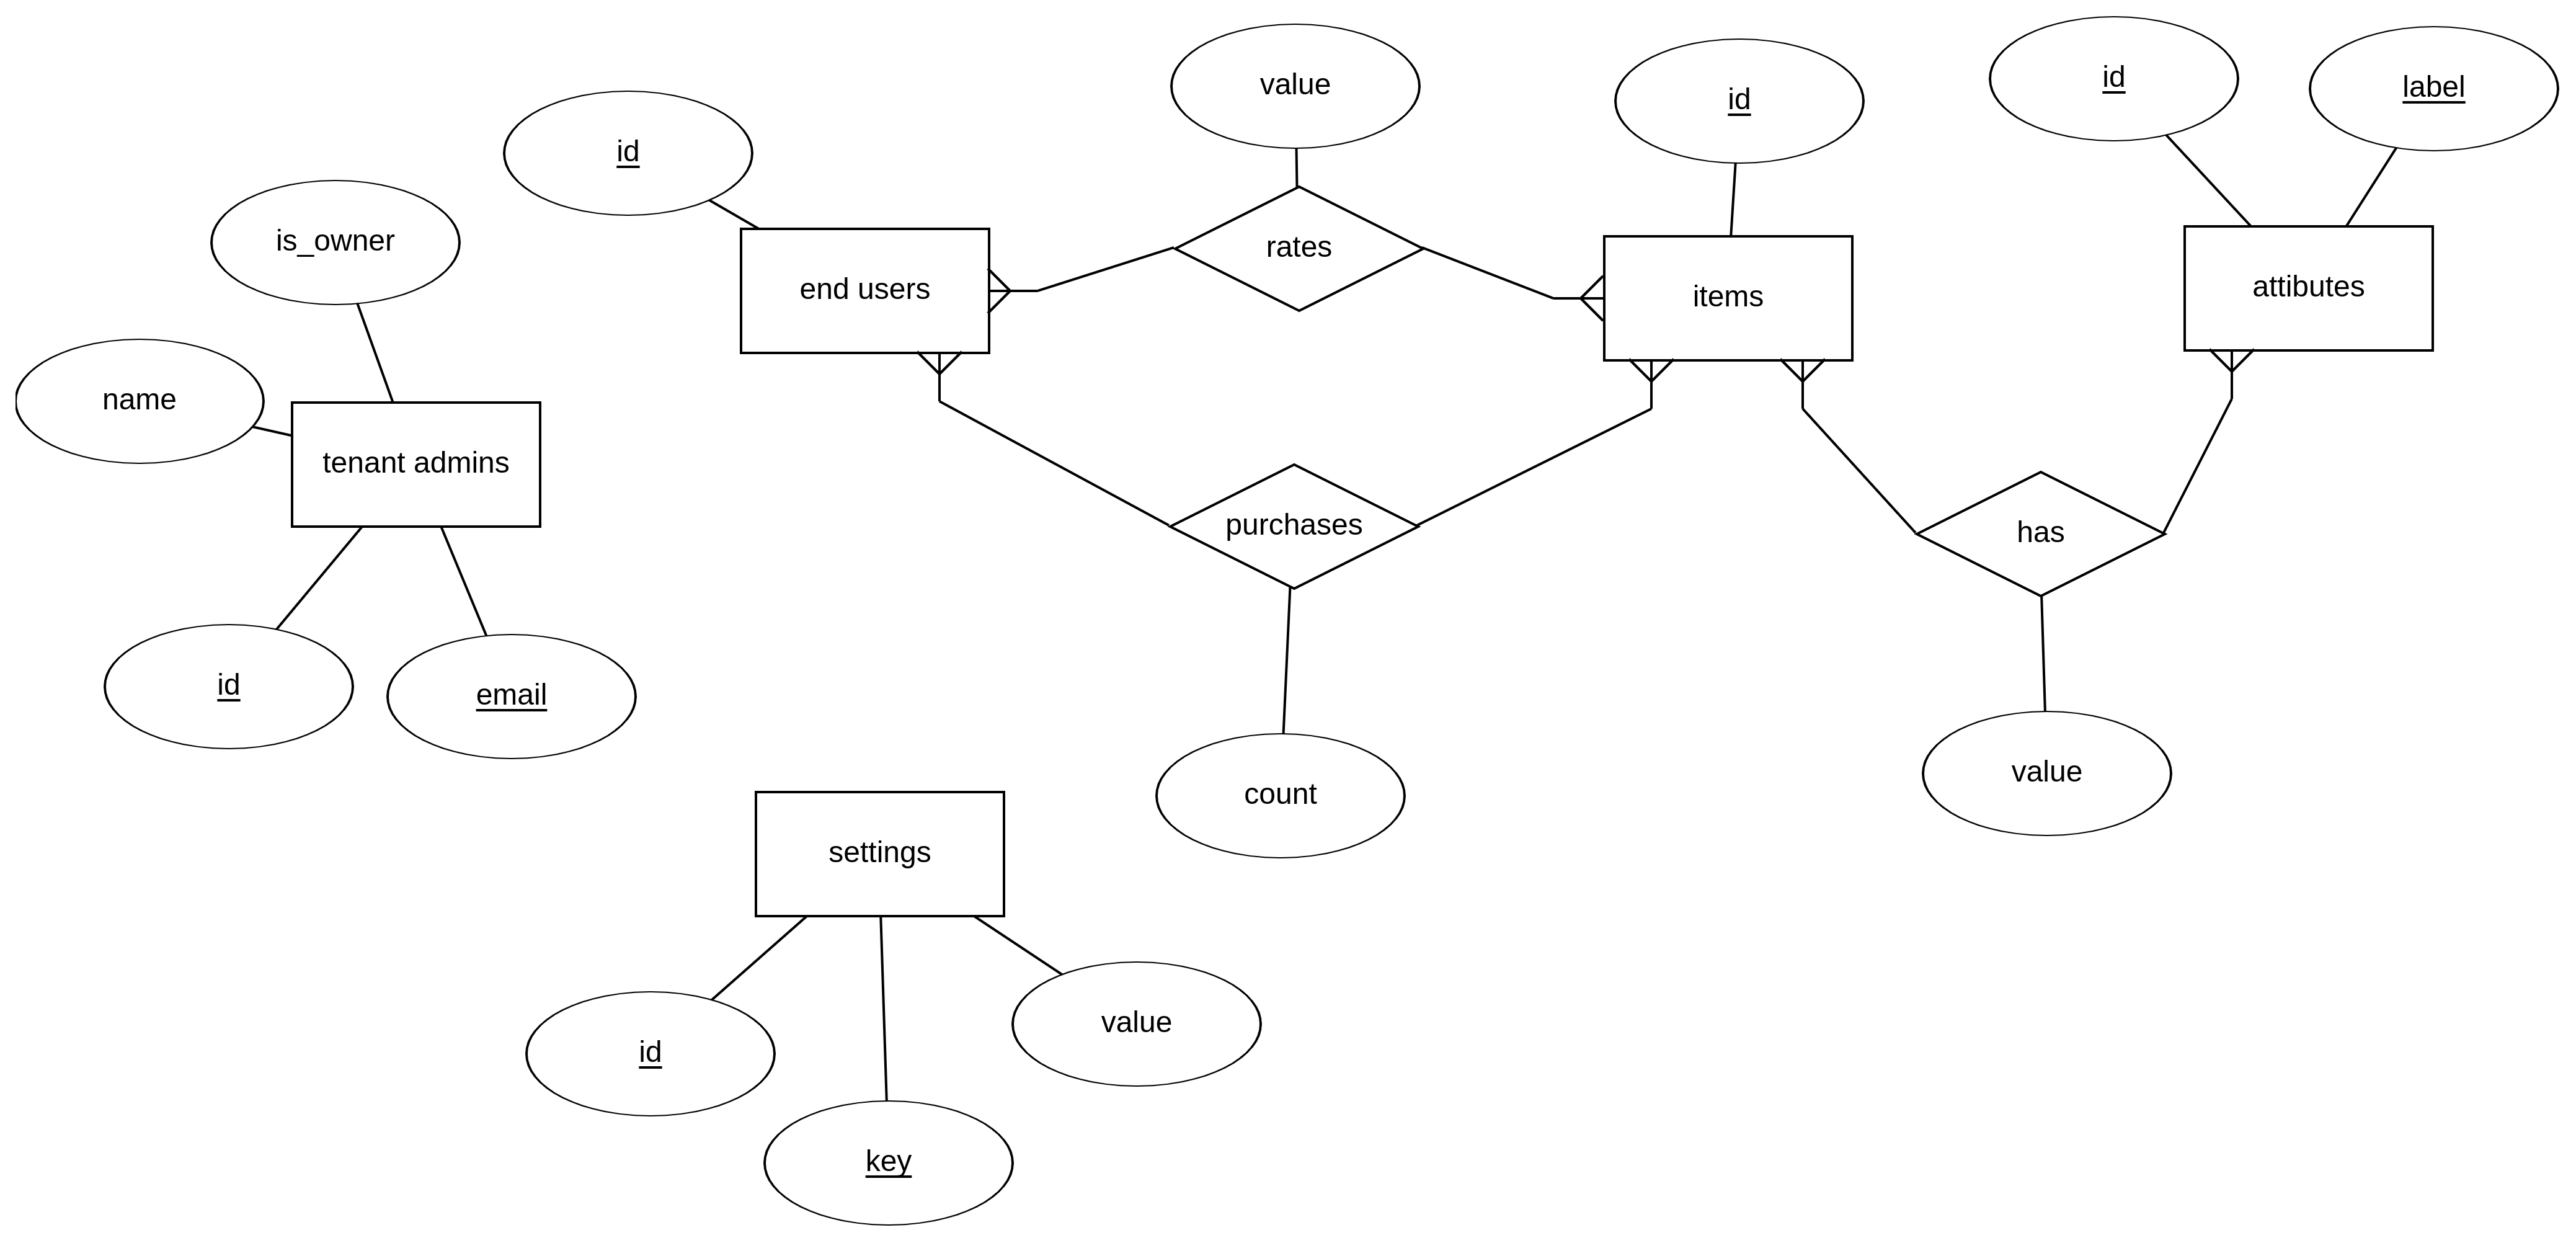 id
label
value
id
id
is_owner
rates
attibutes
end users
items
name
tenant admins
purchases
has
id
email
value
count
settings
value
id
key